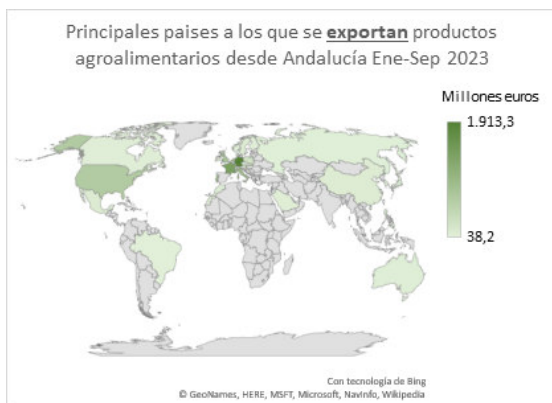 Principales paises a los que se exportan productos
agroalimentarios desde Andalucía Ene-Sep 2023
Millones euros
1.913,3
38,2
Con tecnología de Bing
© GeoNames, HERE, MSFT, Microsoft, NavInfo, Wikipedia